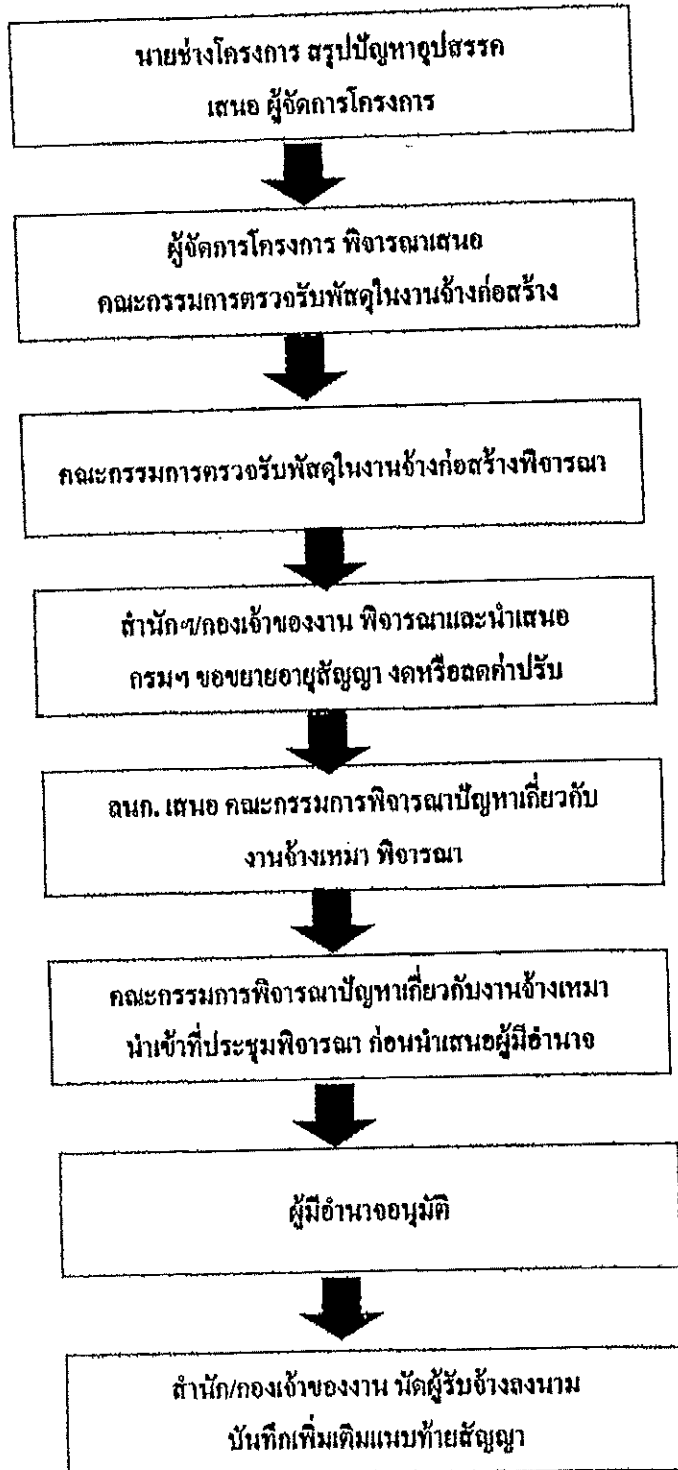 นายช่างโครงการ สรุปปัญหาอุปสรรค
เสนอ ผู้จัดการโครงการ
ผู้จัดการโครงการ พิจารณาเสนอ
คณะกรรมการตรวจรับพัสดุในงานจ้างก่อสร้าง
คณะกรรมการตรวจรับพัสดุในงานจ้างก่อสร้างพิจารณา
สำนักฯ/กองเจ้าของงาน พิจารณาและนำเสนอ
กรมฯ ขอขยายอายุสัญญา งดหรือลดค่าปรับ
ลนก. เสนอ คณะกรรมการพิจารณาปัญหาเกี่ยวกับ
งานจ้างเหมา พิจารณา
คณะกรรมการพิจารณาปัญหาเกี่ยวกับงานจ้างเหมา
นำเข้าที่ประชุมพิจารณา ก่อนนำเสนอผู้มีอำนาจ
ผู้มีอำนาจอนุมัติ
สำนัก/กองเจ้าของงาน นัดผู้รับจ้างลงนาม
บันทึกเพิ่มเติมแนบท้ายสัญญา